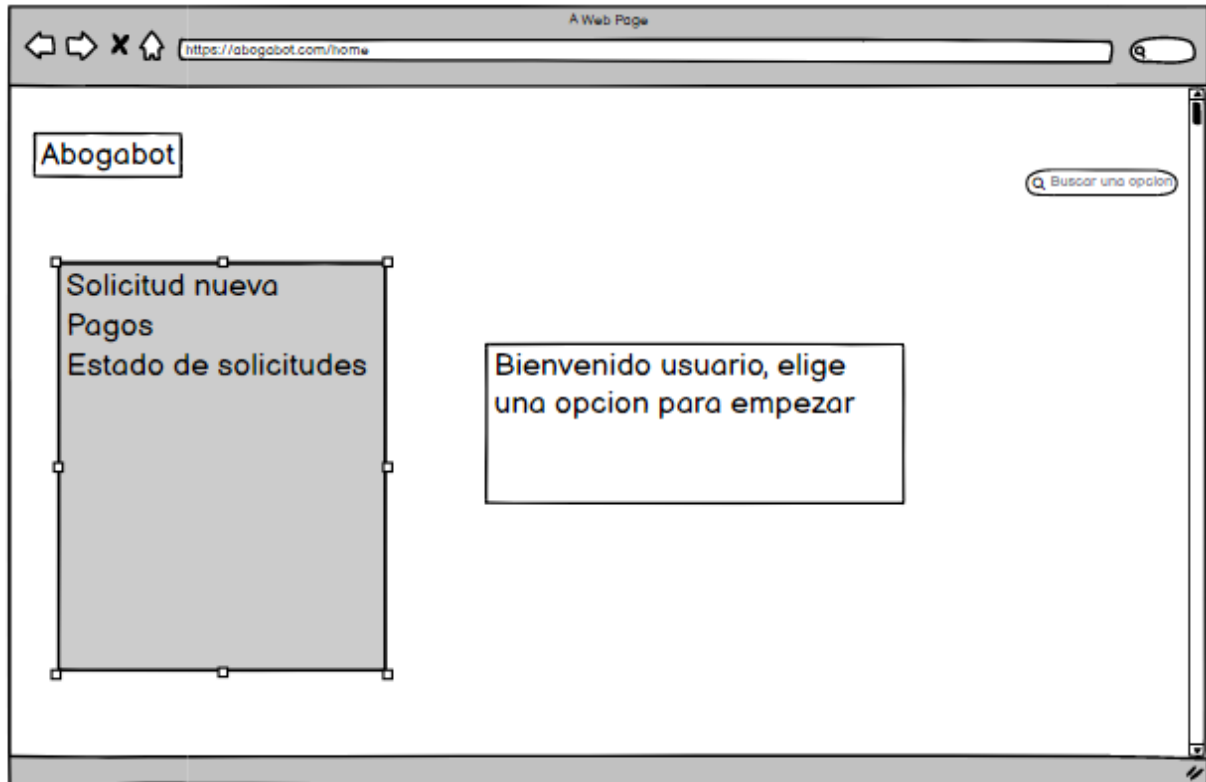 A Web Page
https://abogabot.com/home
Abogabot
Buscar una opcion
Solicitud nueva
Pagos
Estado de solicitudes
Bienvenido usuario, elige
una opcion para empezar